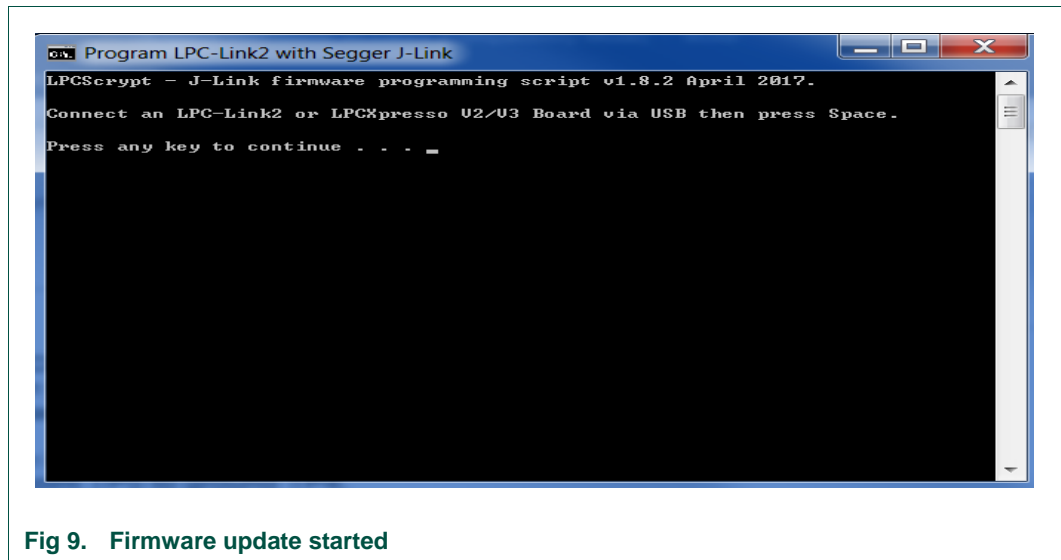 Program LPC-Link2 with Segger J-Link
LPCScrypt - J-Link firmware programming script v1.8.2 April 2017.
Connect an LPC-Link2 or LPCXpresso V2/V3 Board via USB then press Space.
Press any key to continue . . . _
Fig 9. Firmware update started